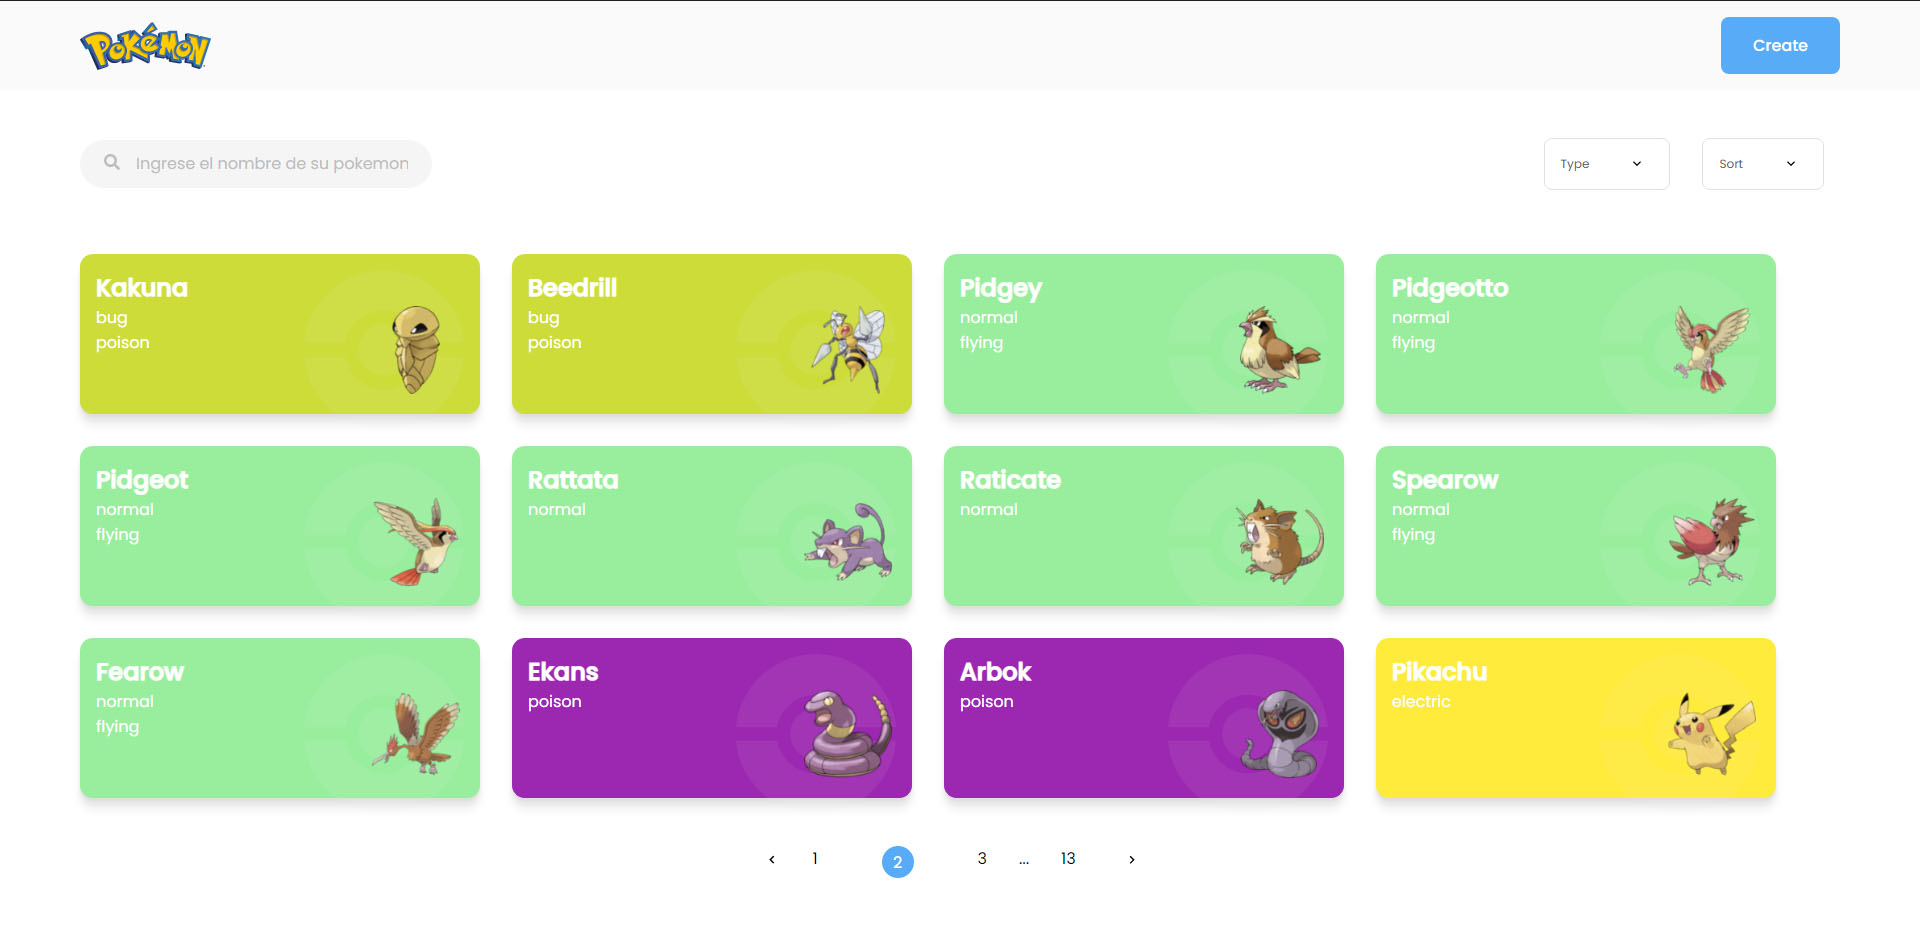 Pokémon
Create
Ingrese el nombre de su pokemon
Type
Sort
Kakuna
bug
poison
Beedrill
bug
poison
Pidgey
normal
flying
Pidgeotto
normal
flying
Pidgeot
normal
flying
Rattata
normal
Raticate
normal
Spearow
normal
flying
Fearow
normal
flying
Ekans
poison
Arbok
poison
Pikachu
electric
1 2 3 ... 13